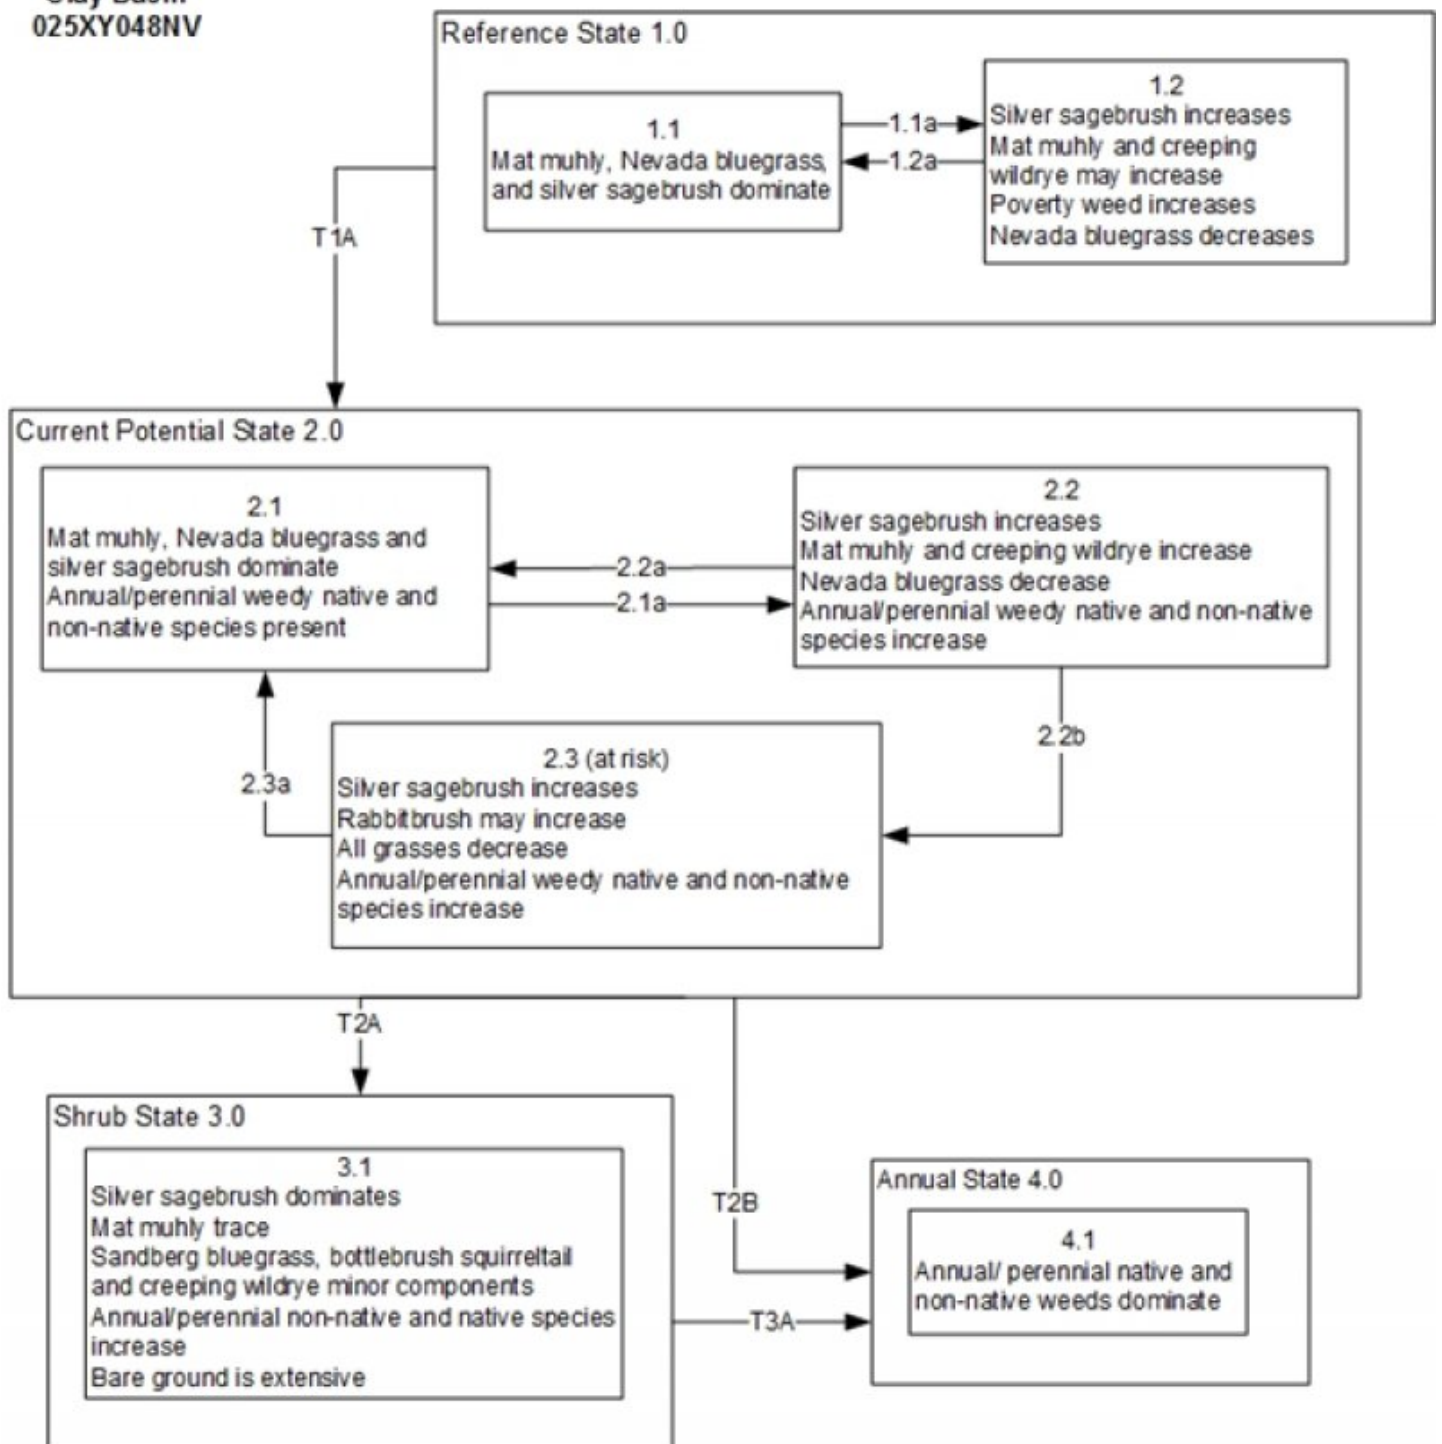 025XY048NV
Reference State 1.0
1.1
Mat muhly, Nevada bluegrass,
and silver sagebrush dominate
1.1a
1.2a
1.2
Silver sagebrush increases
Mat muhly and creeping
wildrye may increase
Poverty weed increases
Nevada bluegrass decreases
T1A
Current Potential State 2.0
2.1
Mat muhly, Nevada bluegrass and
silver sagebrush dominate
Annual/perennial weedy native and
non-native species present
2.2a
2.1a
2.2
Silver sagebrush increases
Mat muhly and creeping wildrye increase
Nevada bluegrass decrease
Annual/perennial weedy native and non-native
species increase
2.2b
2.3a
2.3 (at risk)
Silver sagebrush increases
Rabbitbrush may increase
All grasses decrease
Annual/perennial weedy native and non-native
species increase
T2A
T2B
Shrub State 3.0
3.1
Silver sagebrush dominates
Mat muhly trace
Sandberg bluegrass, bottlebrush squirreltail
and creeping wildrye minor components
Annual/perennial non-native and native species
increase
Bare ground is extensive
T3A
Annual State 4.0
4.1
Annual/ perennial native and
non-native weeds dominate